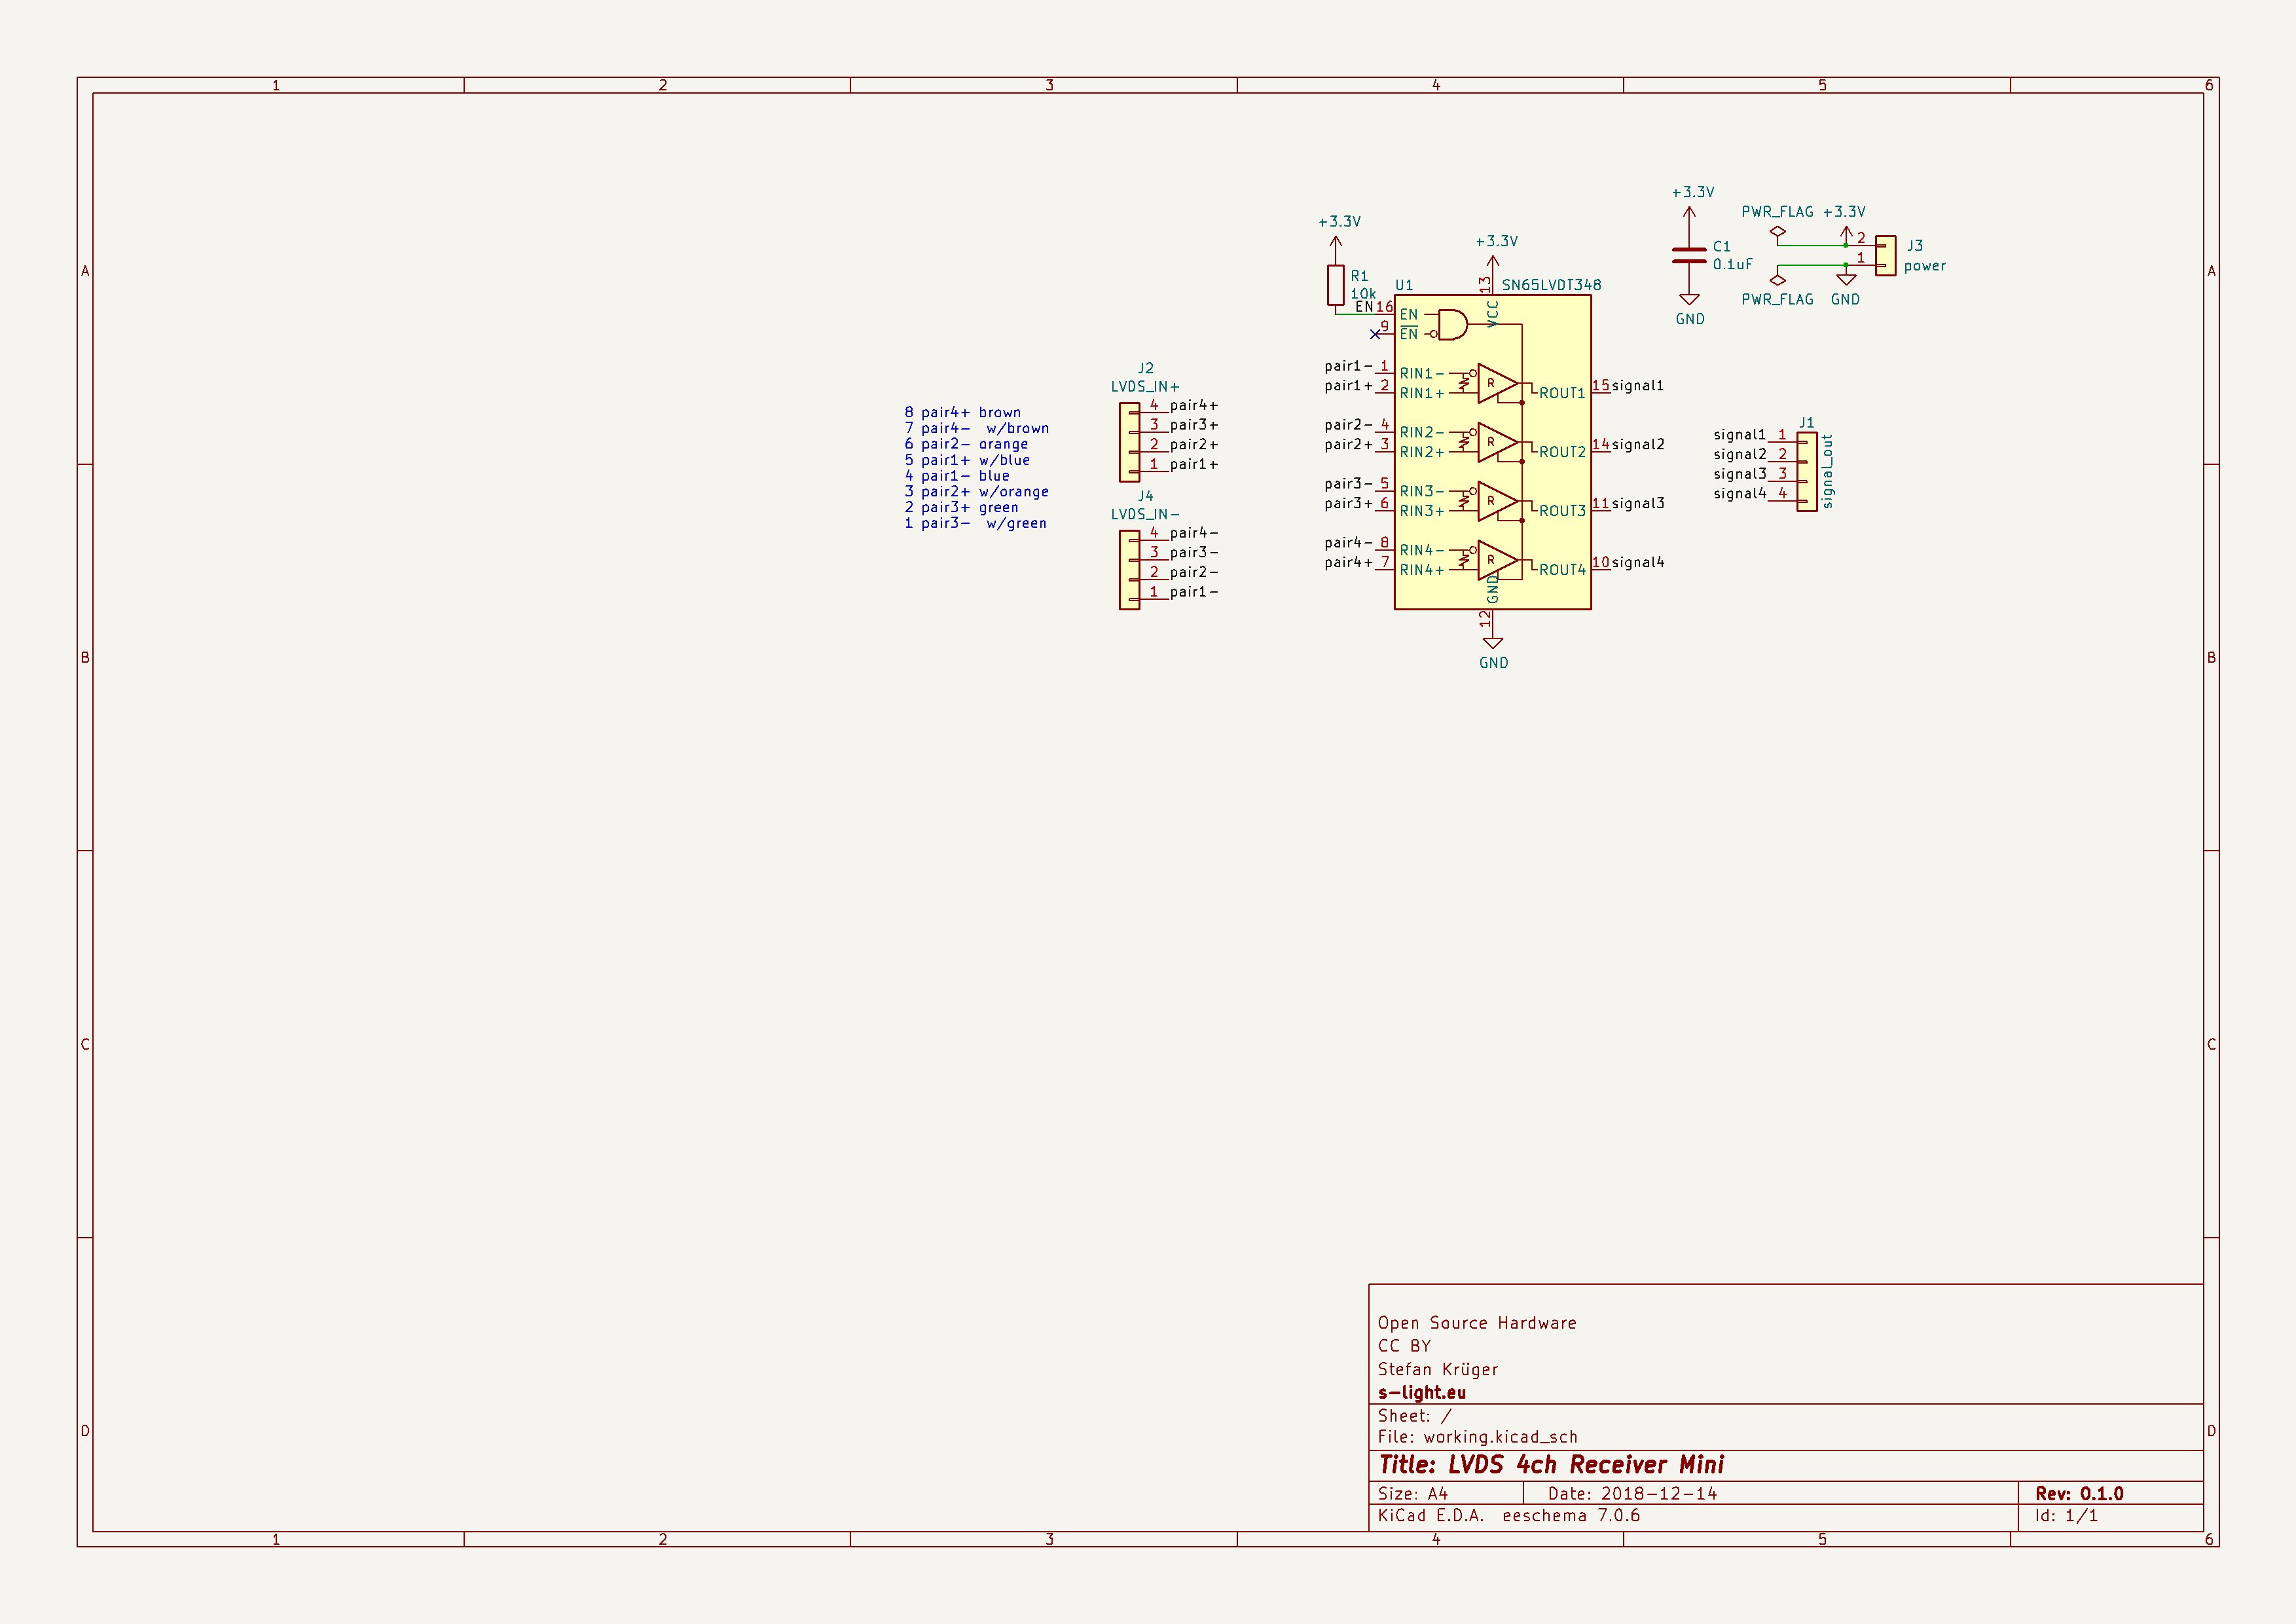 1 2 3 4 5 6
A A
B B
C C
D D
+3.3V
R1
10k
EN
+3.3V
U1
SN65LVDT348
16 EN
9 EN
13
VCC
pair1- 1 RIN1-
pair1+ 2 RIN1+
R
ROUT1 15 signal1
pair2- 4 RIN2-
pair2+ 3 RIN2+
R
ROUT2 14 signal2
pair3- 5 RIN3-
pair3+ 6 RIN3+
R
ROUT3 11 signal3
pair4- 8 RIN4-
pair4+ 7 RIN4+
R
ROUT4 10 signal4
GND
12
GND
+3.3V
C1
0.1uF
GND
PWR_FLAG +3.3V
2
1
J3
power
PWR_FLAG GND
J2
LVDS_IN+
4 pair4+
3 pair3+
2 pair2+
1 pair1+
J4
LVDS_IN-
4 pair4-
3 pair3-
2 pair2-
1 pair1-
8 pair4+ brown
7 pair4-  w/brown
6 pair2- orange
5 pair1+ w/blue
4 pair1- blue
3 pair2+ w/orange
2 pair3+ green
1 pair3-  w/green
J1
signal1 1
signal2 2
signal3 3
signal4 4
signal_out
Open Source Hardware
CC BY
Stefan Krüger
s-light.eu
Sheet: /
File: working.kicad_sch
Title: LVDS 4ch Receiver Mini
Size: A4 Date: 2018-12-14 Rev: 0.1.0
KiCad E.D.A.  eeschema 7.0.6 Id: 1/1
1 2 3 4 5 6